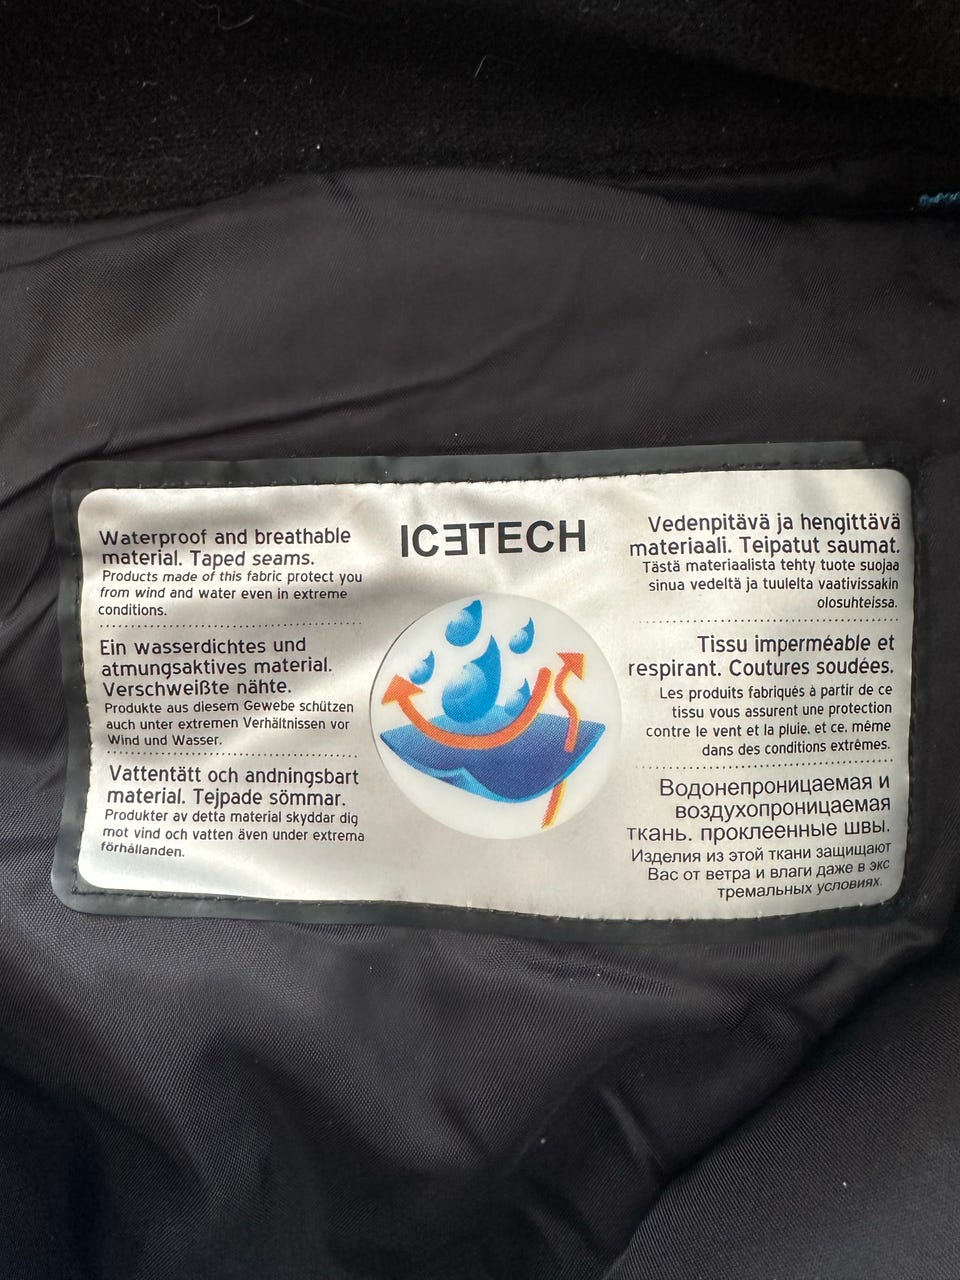 ICƎTECH
Waterproof and breathable
material. Taped seams.
Products made of this fabric protect you
from wind and water even in extreme
conditions.
Ein wasserdichtes und
atmungsaktives material.
Verschweißte nähte.
Produkte aus diesem Gewebe schützen
auch unter extremen Verhältnissen vor
Wind und Wasser.
Vattentätt och andningsbart
material. Tejpade sömmar.
Produkter av detta material skyddar dig
mot vind och vatten även under extrema
förhållanden.
Vedenpitävä ja hengittävä
materiaali. Teipatut saumat.
Tästä materiaalista tehty tuote suojaa
sinua vedeltä ja tuulelta vaativissakin
olosuhteissa.
Tissu imperméable et
respirant. Coutures soudées.
Les produits fabriqués à partir de ce
tissu vous assurent une protection
contre le vent et la pluie, et ce, même
dans des conditions extrêmes.
Водонепроницаемая и
воздухопроницаемая
ткань. проклеенные швы.
Изделия из этой ткани защищают
Вас от ветра и влаги даже в экс
тремальных условиях.